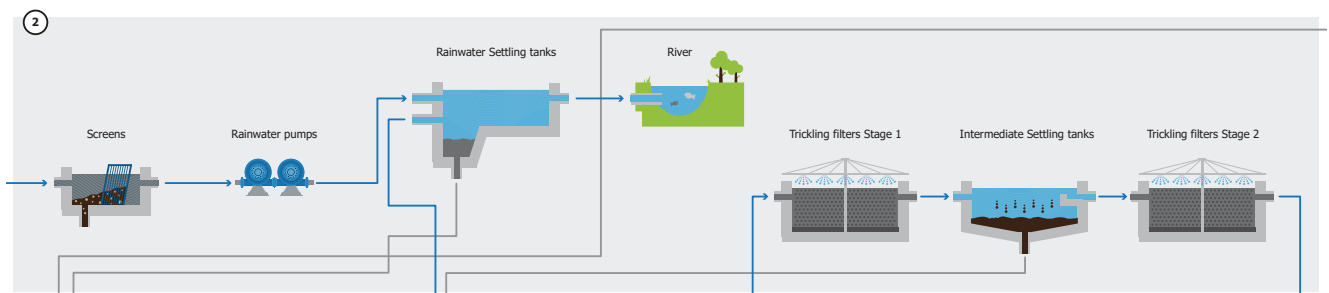 2
Rainwater Settling tanks
River
Screens
Rainwater pumps
Trickling filters Stage 1
Intermediate Settling tanks
Trickling filters Stage 2